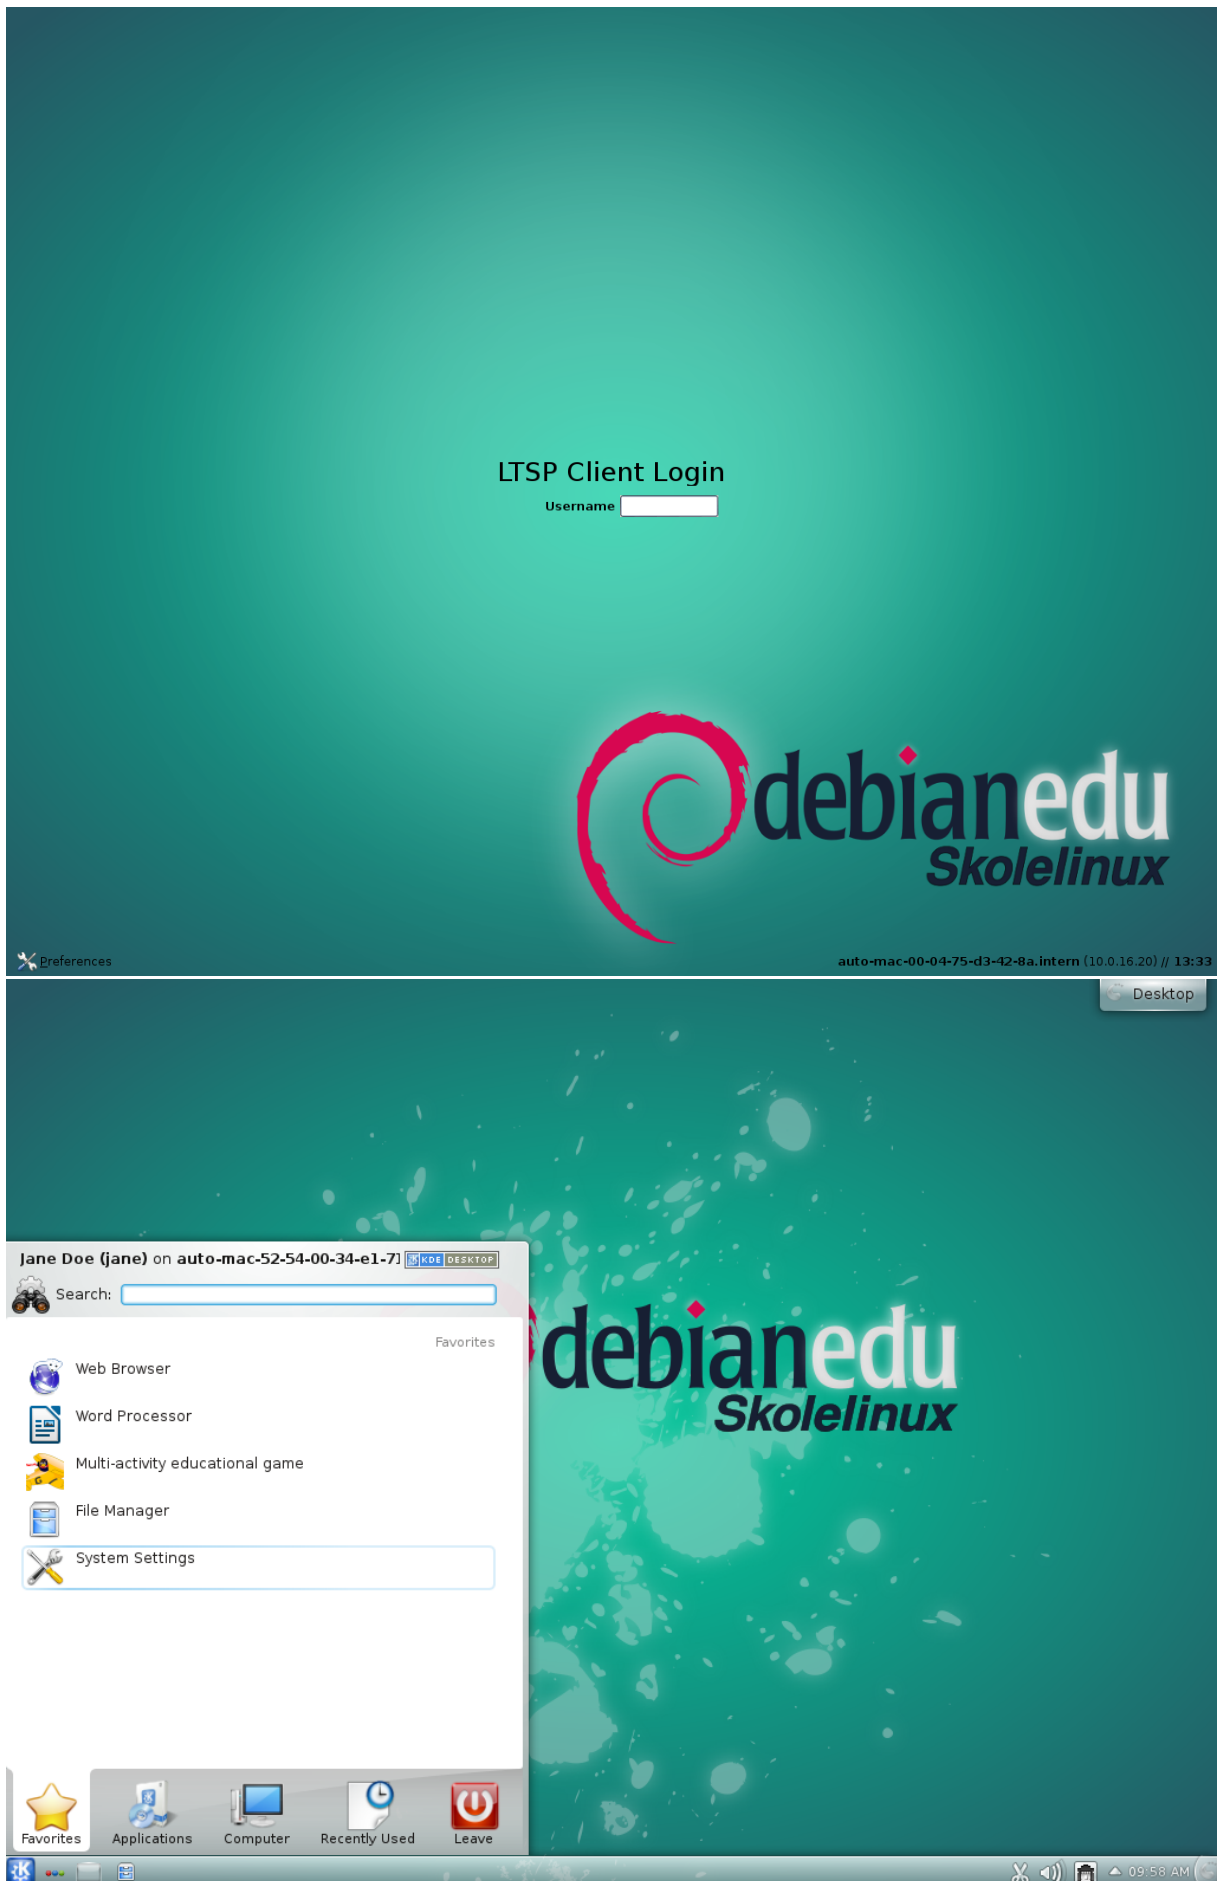 LTSP Client Login
Username
debianedu
Skolelinux
Preferences
auto-mac-00-04-75-d3-42-8a.intern (10.0.16.20) // 13:33
Desktop
Jane Doe (jane) on auto-mac-52-54-00-34-e1-71 KDE DESKTOP
Search:
Favorites
Web Browser
debianedu
Skolelinux
Word Processor
Multi-activity educational game
File Manager
System Settings
Favorites Applications Computer Recently Used Leave
09:58 AM